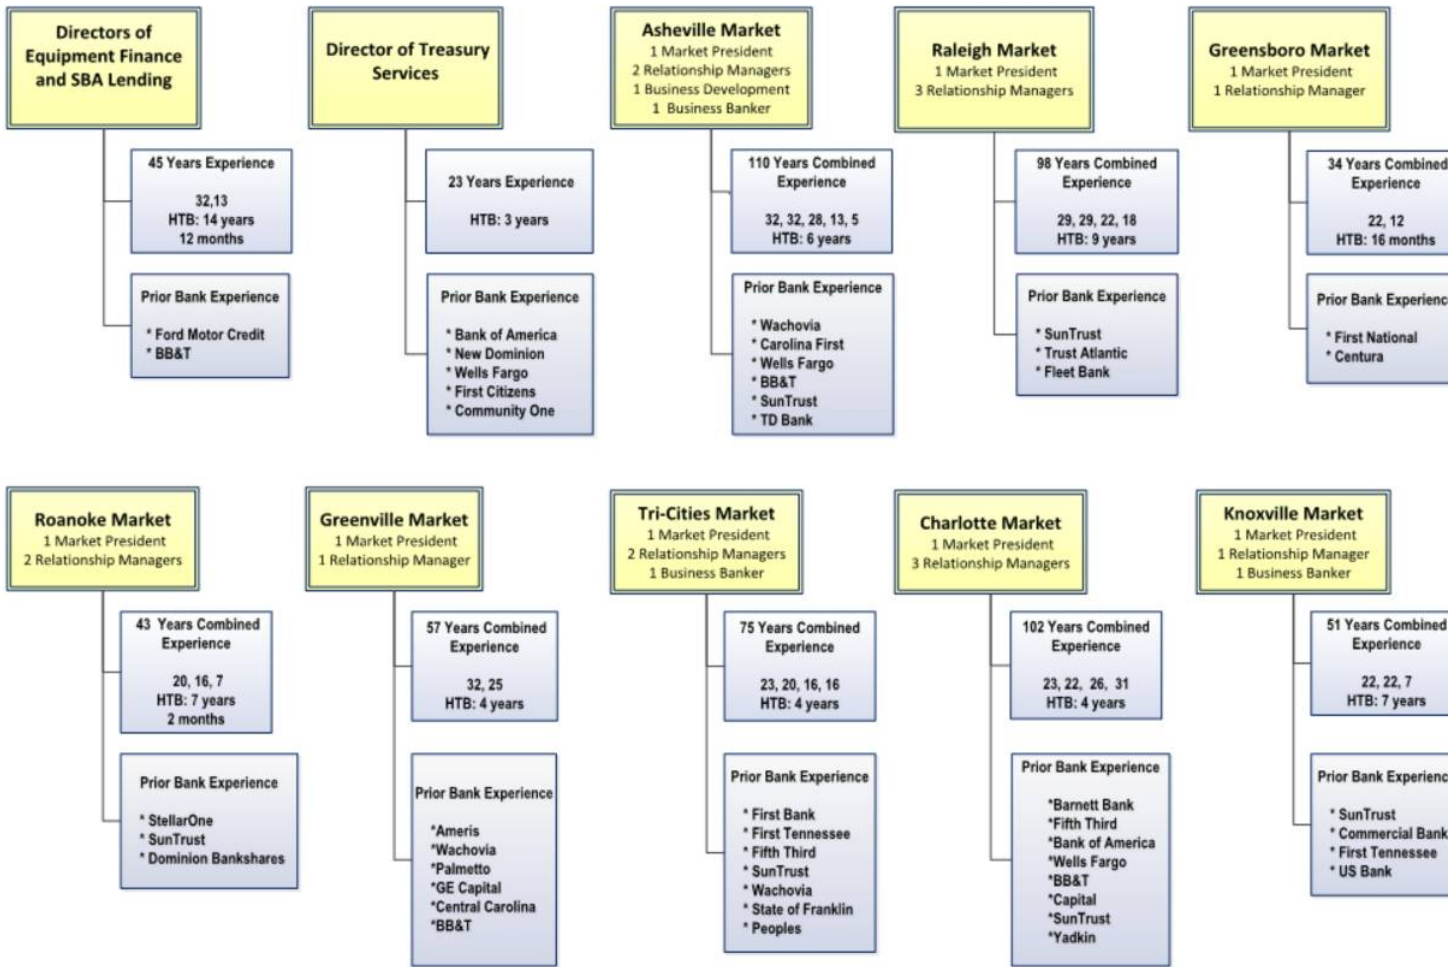 Directors of
Equipment Finance
and SBA Lending
45 Years Experience
32,13
HTB: 14 years
12 months
Prior Bank Experience
* Ford Motor Credit
* BB&T
Director of Treasury
Services
23 Years Experience
HTB: 3 years
Prior Bank Experience
* Bank of America
* New Dominion
* Wells Fargo
* First Citizens
* Community One
Asheville Market
1 Market President
2 Relationship Managers
1 Business Development
1 Business Banker
110 Years Combined
Experience
32, 32, 28, 13, 5
HTB: 6 years
Prior Bank Experience
* Wachovia
* Carolina First
* Wells Fargo
* BB&T
* SunTrust
* TD Bank
Raleigh Market
1 Market President
3 Relationship Managers
98 Years Combined
Experience
29, 29, 22, 18
HTB: 9 years
Prior Bank Experience
* SunTrust
* Trust Atlantic
* Fleet Bank
Greensboro Market
1 Market President
1 Relationship Manager
34 Years Combined
Experience
22, 12
HTB: 16 months
Prior Bank Experience
* First National
* Centura
Roanoke Market
1 Market President
2 Relationship Managers
43 Years Combined
Experience
20, 16, 7
HTB: 7 years
2 months
Prior Bank Experience
* StellarOne
* SunTrust
* Dominion Bankshares
Greenville Market
1 Market President
1 Relationship Manager
57 Years Combined
Experience
32, 25
HTB: 4 years
Prior Bank Experience
*Ameris
*Wachovia
*Palmetto
*GE Capital
*Central Carolina
*BB&T
Tri-Cities Market
1 Market President
2 Relationship Managers
1 Business Banker
75 Years Combined
Experience
23, 20, 16, 16
HTB: 4 years
Prior Bank Experience
* First Bank
* First Tennessee
* Fifth Third
* SunTrust
* Wachovia
* State of Franklin
* Peoples
Charlotte Market
1 Market President
3 Relationship Managers
102 Years Combined
Experience
23, 22, 26, 31
HTB: 4 years
Prior Bank Experience
*Barnett Bank
*Fifth Third
*Bank of America
*Wells Fargo
*BB&T
*Capital
*SunTrust
*Yadkin
Knoxville Market
1 Market President
1 Relationship Manager
1 Business Banker
51 Years Combined
Experience
22, 22, 7
HTB: 7 years
Prior Bank Experience
* SunTrust
* Commercial Bank
* First Tennessee
* US Bank